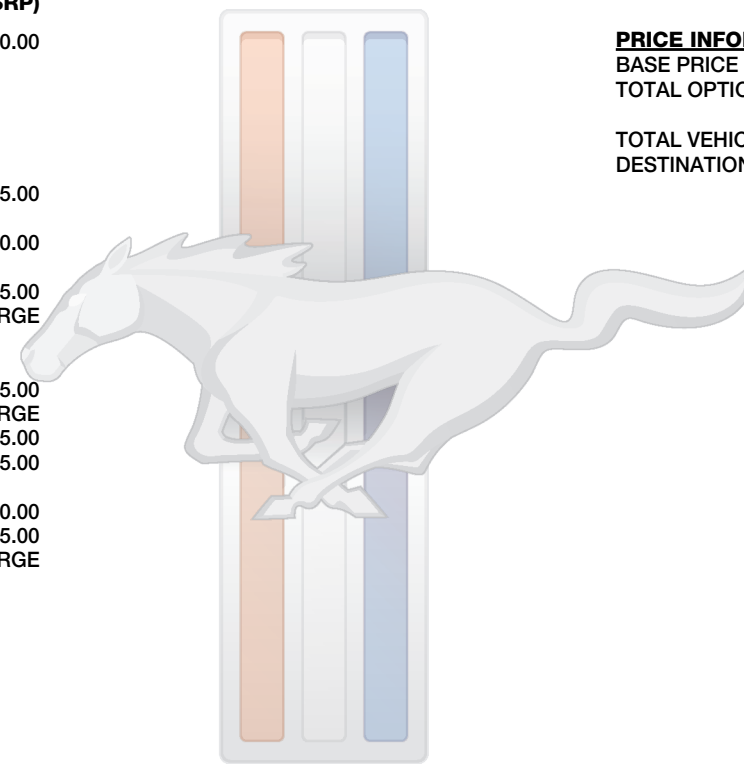 SRP)
0.00
5.00
0.00
5.00
RGE
5.00
RGE
5.00
5.00
0.00
5.00
RGE
PRICE INFO
BASE PRICE
TOTAL OPTIO
TOTAL VEHIC
DESTINATION